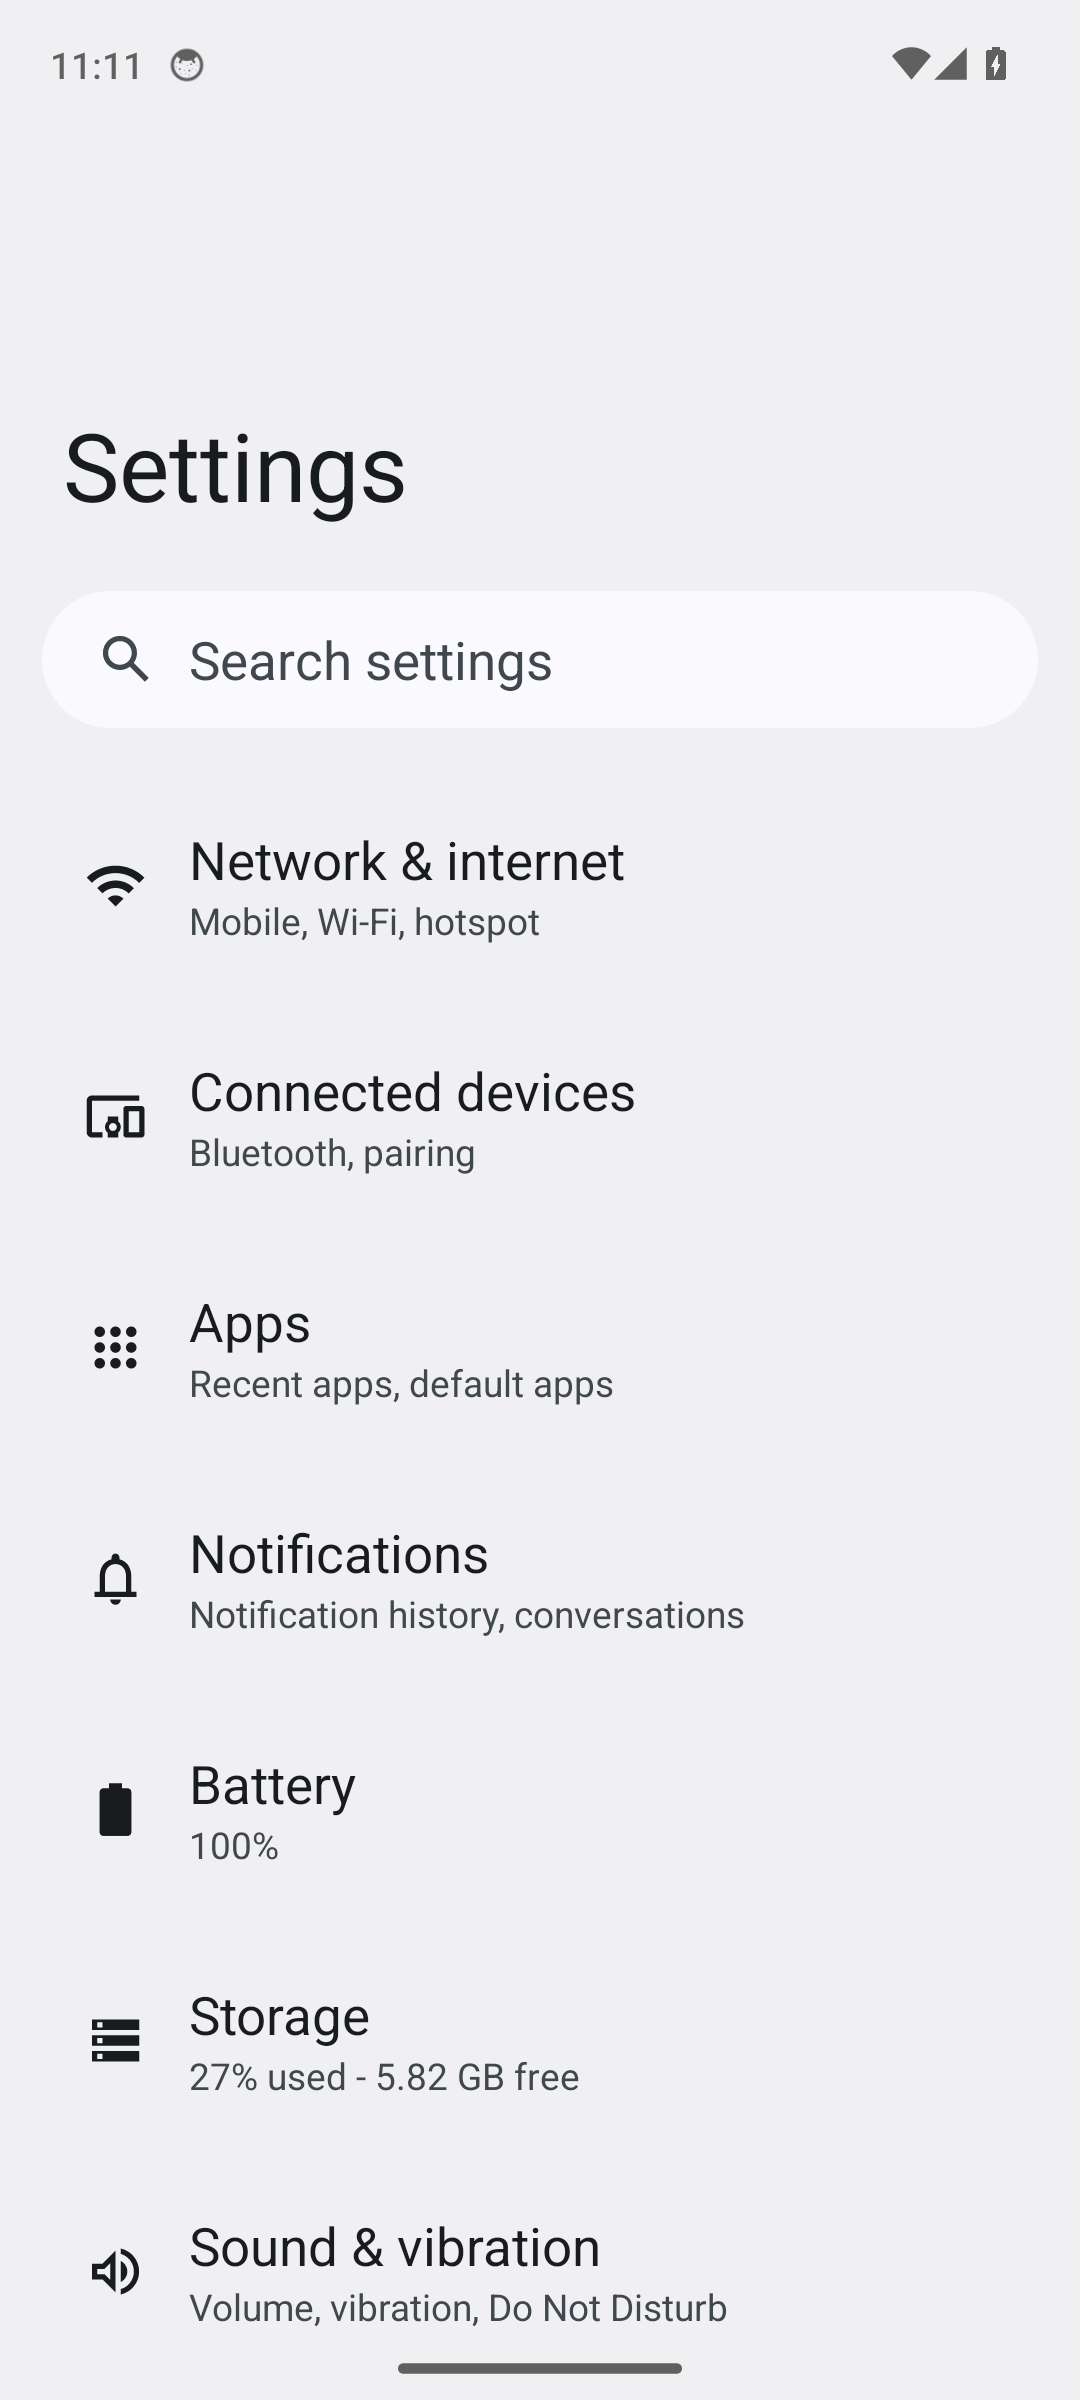 11:11
Settings
Search settings
Network & internet
Mobile, Wi-Fi, hotspot
Connected devices
Bluetooth, pairing
Apps
Recent apps, default apps
Notifications
Notification history, conversations
Battery
100%
Storage
27% used - 5.82 GB free
Sound & vibration
Volume, vibration, Do Not Disturb